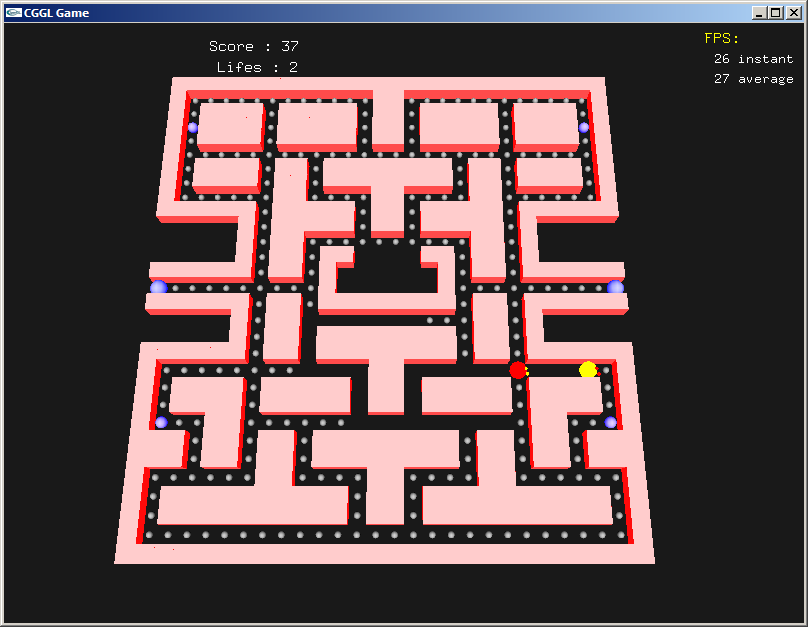 CGGL Game
Score : 37
Lifes : 2
FPS:
26 instant
27 average